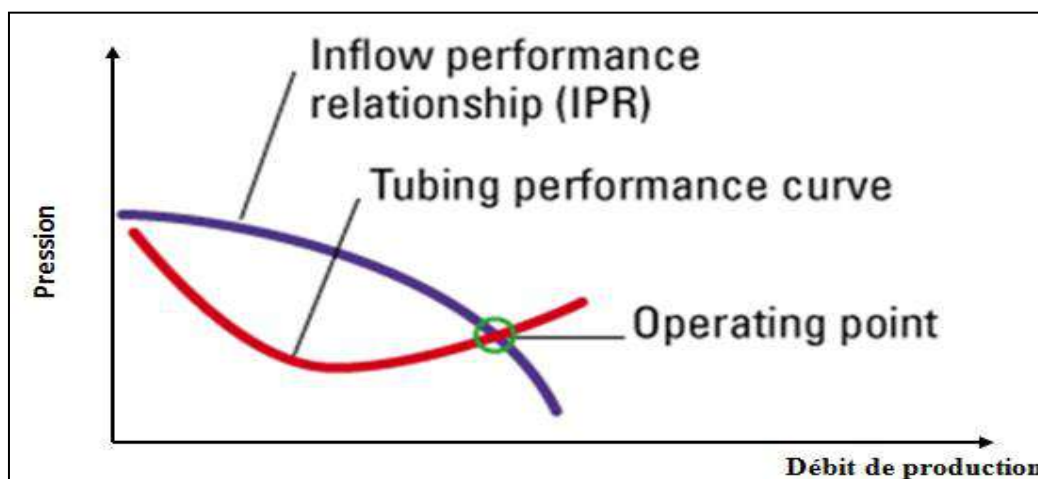 Inflow performance
relationship (IPR)
Tubing performance curve
Pression
Operating point
Débit de production